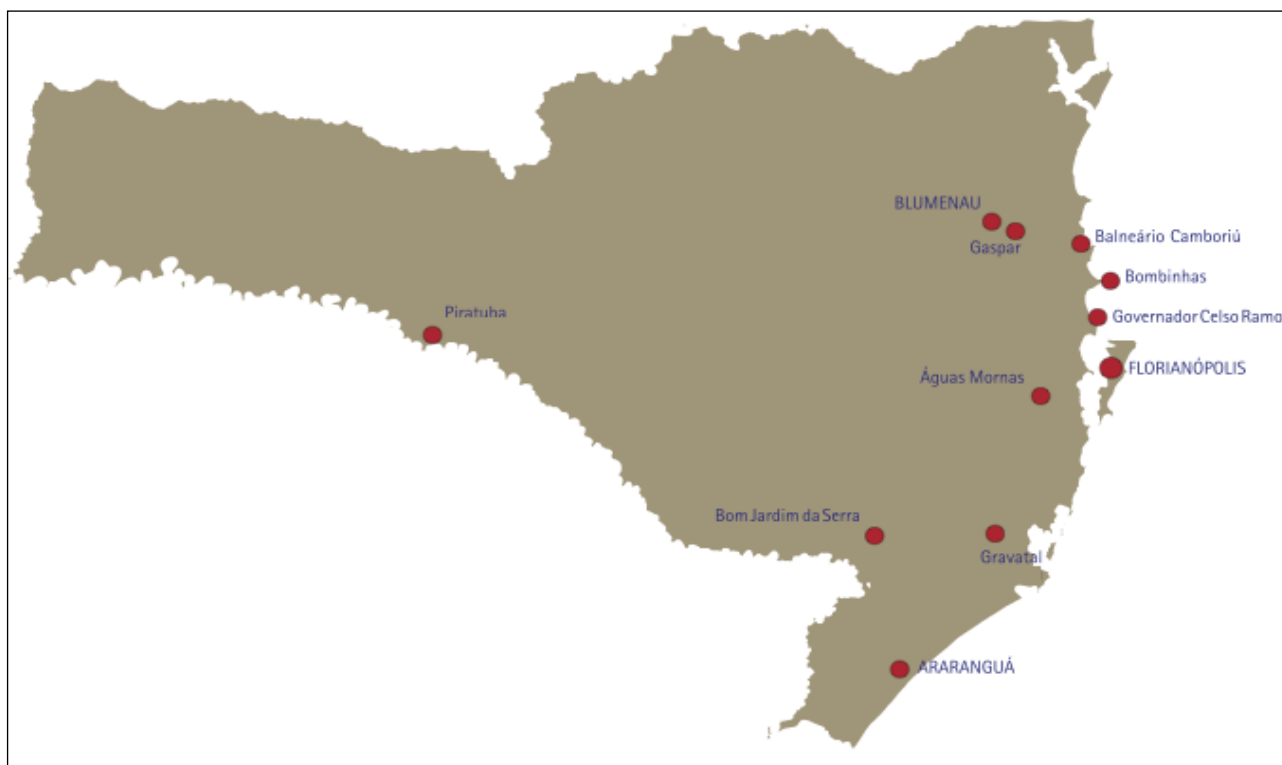 BLUMENAU
Gaspar
Balneário Camboriú
Bombinhas
Piratuba
Governador Celso Ramo
FLORIANÓPOLIS
Águas Mornas
Bom Jardim da Serra
Gravatal
ARARANGUÁ